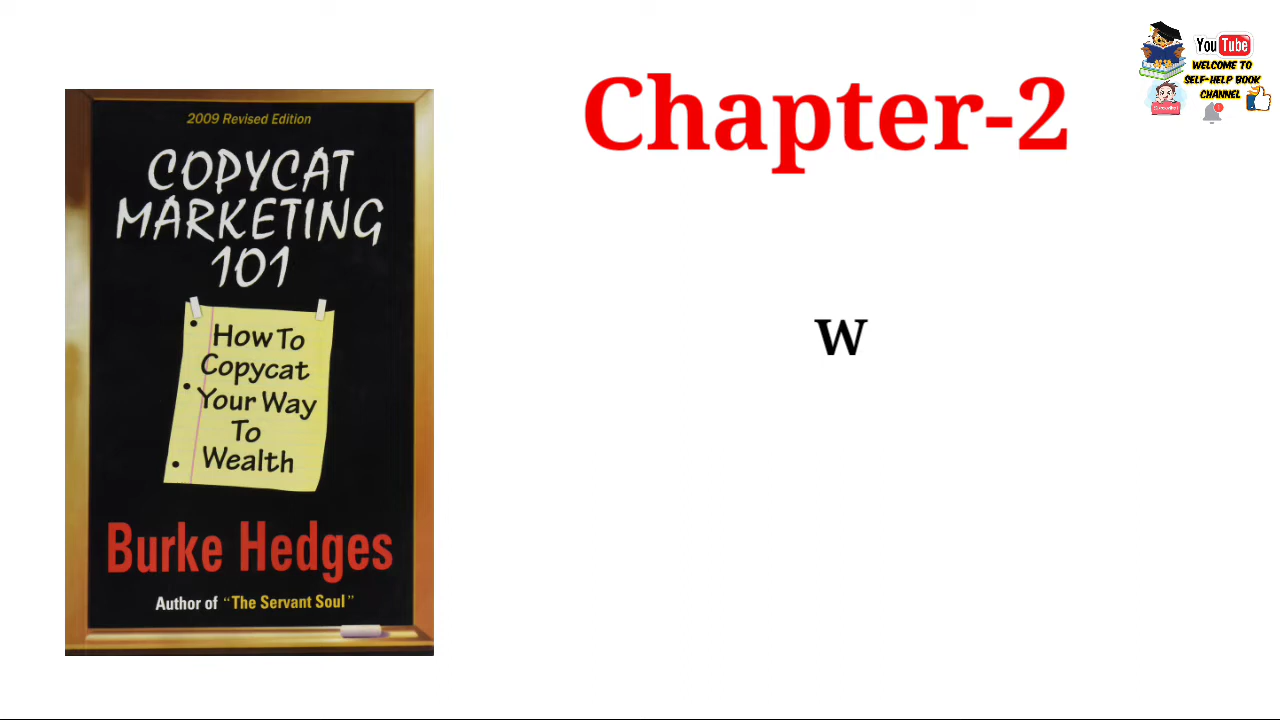 2009 Revised Edition
COPYCAT
MARKETING
101
How To
Copycat
Your Way
To
Wealth
Burke Hedges
Author of "The Servant Soul"
Chapter-2
w
You Tube
WELCOME TO
SELF-HELP BOOK
CHANNEL